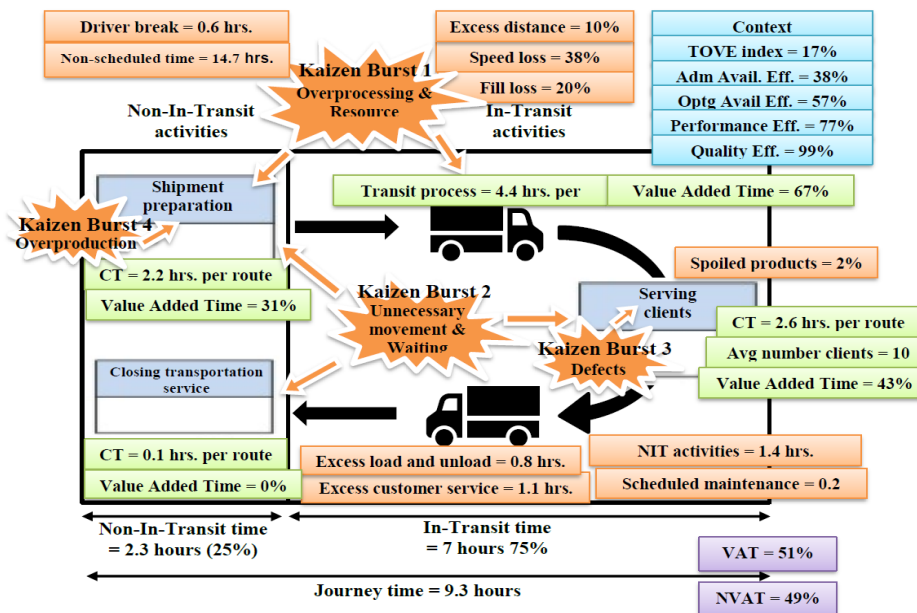 Driver break = 0.6 hrs.
Non-scheduled time = 14.7 hrs.
Excess distance = 10%
Speed loss = 38%
Fill loss = 20%
Context
TOVE index = 17%
Adm Avail. Eff. = 38%
Optg Avail Eff. = 57%
Performance Eff. = 77%
Quality Eff. = 99%
Kaizen Burst 1
Overprocessing &
Resource
Non-In-Transit
activities
In-Transit
activities
Shipment
preparation
Transit process = 4.4 hrs. per
Value Added Time = 67%
Kaizen Burst 4
Overproduction
CT = 2.2 hrs. per route
Value Added Time = 31%
Kaizen Burst 2
Unnecessary
movement &
Waiting
Spoiled products = 2%
Serving
clients
CT = 2.6 hrs. per route
Avg number clients = 10
Value Added Time = 43%
Kaizen Burst 3
Defects
Closing transportation
service
CT = 0.1 hrs. per route
Value Added Time = 0%
Excess load and unload = 0.8 hrs.
Excess customer service = 1.1 hrs.
NIT activities = 1.4 hrs.
Scheduled maintenance = 0.2
Non-In-Transit time
= 2.3 hours (25%)
In-Transit time
= 7 hours 75%
VAT = 51%
Journey time = 9.3 hours
NVAT = 49%